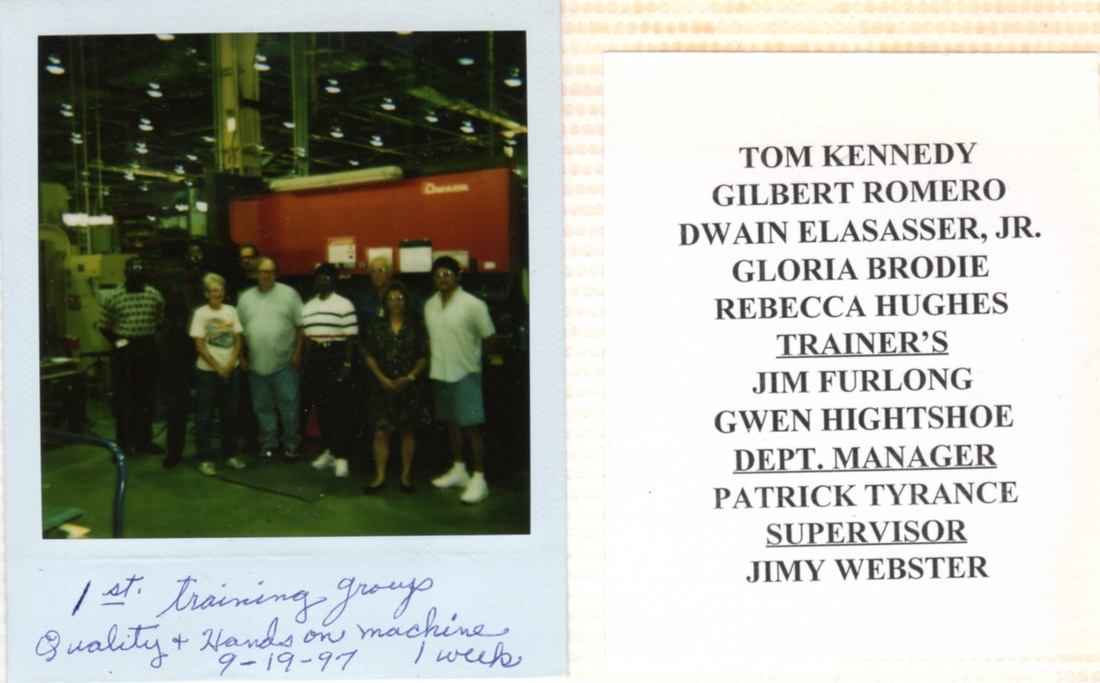 AMADA
1st. training group
Quality & Hands on machine
9-19-97 1 week
TOM KENNEDY
GILBERT ROMERO
DWAIN ELASASSER, JR.
GLORIA BRODIE
REBECCA HUGHES
TRAINER'S
JIM FURLONG
GWEN HIGHTSHOE
DEPT. MANAGER
PATRICK TYRANCE
SUPERVISOR
JIMY WEBSTER